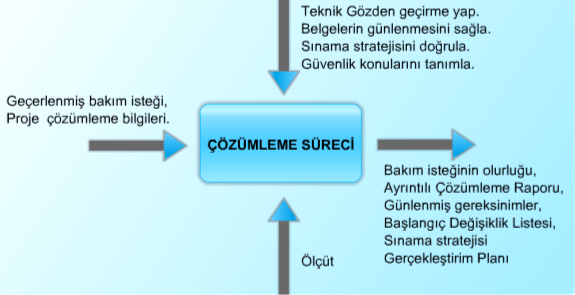 Teknik Gözden geçirme yap.
Belgelerin günlenmesini sağla.
Sınama stratejisini doğrula.
Güvenlik konularını tanımla.
Geçerlenmiş bakım isteği,
Proje çözümleme bilgileri.
ÇÖZÜMLEME SÜRECİ
Bakım isteğinin olurluğu,
Ayrıntılı Çözümleme Raporu,
Günlenmiş gereksinimler,
Başlangıç Değişiklik Listesi,
Sınama stratejisi
Gerçekleştirim Planı
Ölçüt